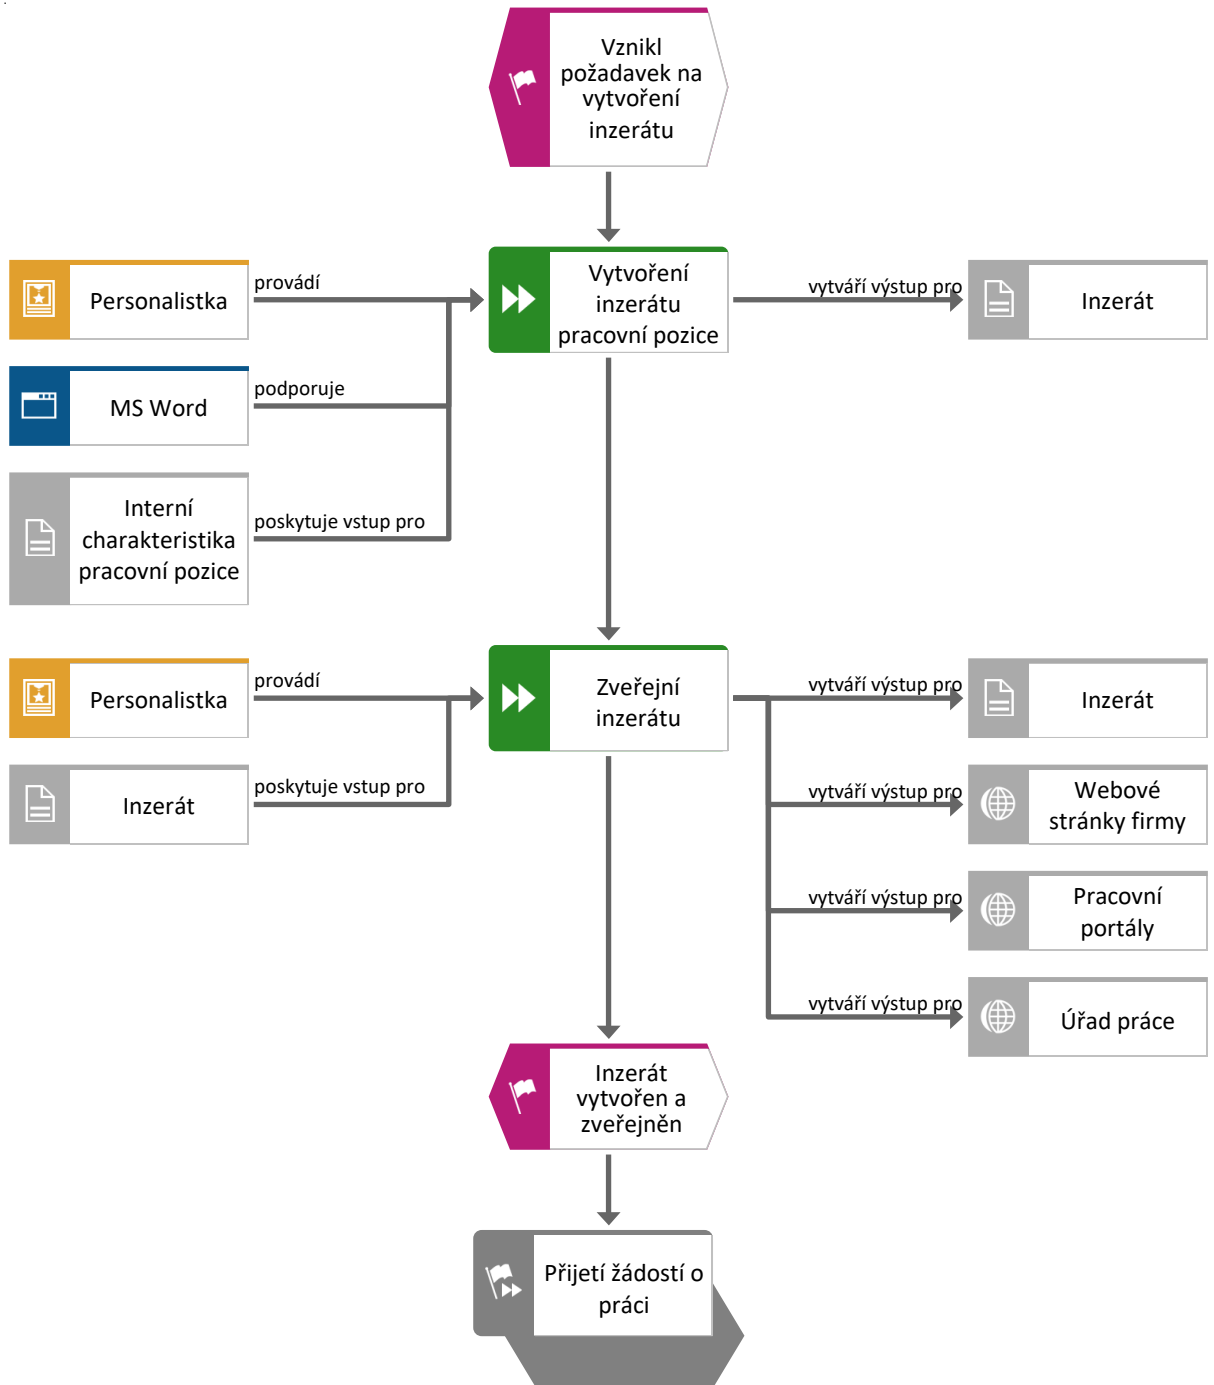 Vznikl
požadavek na
vytvoření
inzerátu
Personalistka
provádí
Vytvoření
inzerátu
pracovní pozice
vytváří výstup pro
Inzerát
MS Word
podporuje
Interní
charakteristika
pracovní pozice
poskytuje vstup pro
Personalistka
provádí
Zveřejní
inzerátu
vytváří výstup pro
Inzerát
Inzerát
poskytuje vstup pro
vytváří výstup pro
Webové
stránky firmy
vytváří výstup pro
Pracovní
portály
vytváří výstup pro
Úřad práce
Inzerát
vytvořen a
zveřejněn
Přijetí žádostí o
práci